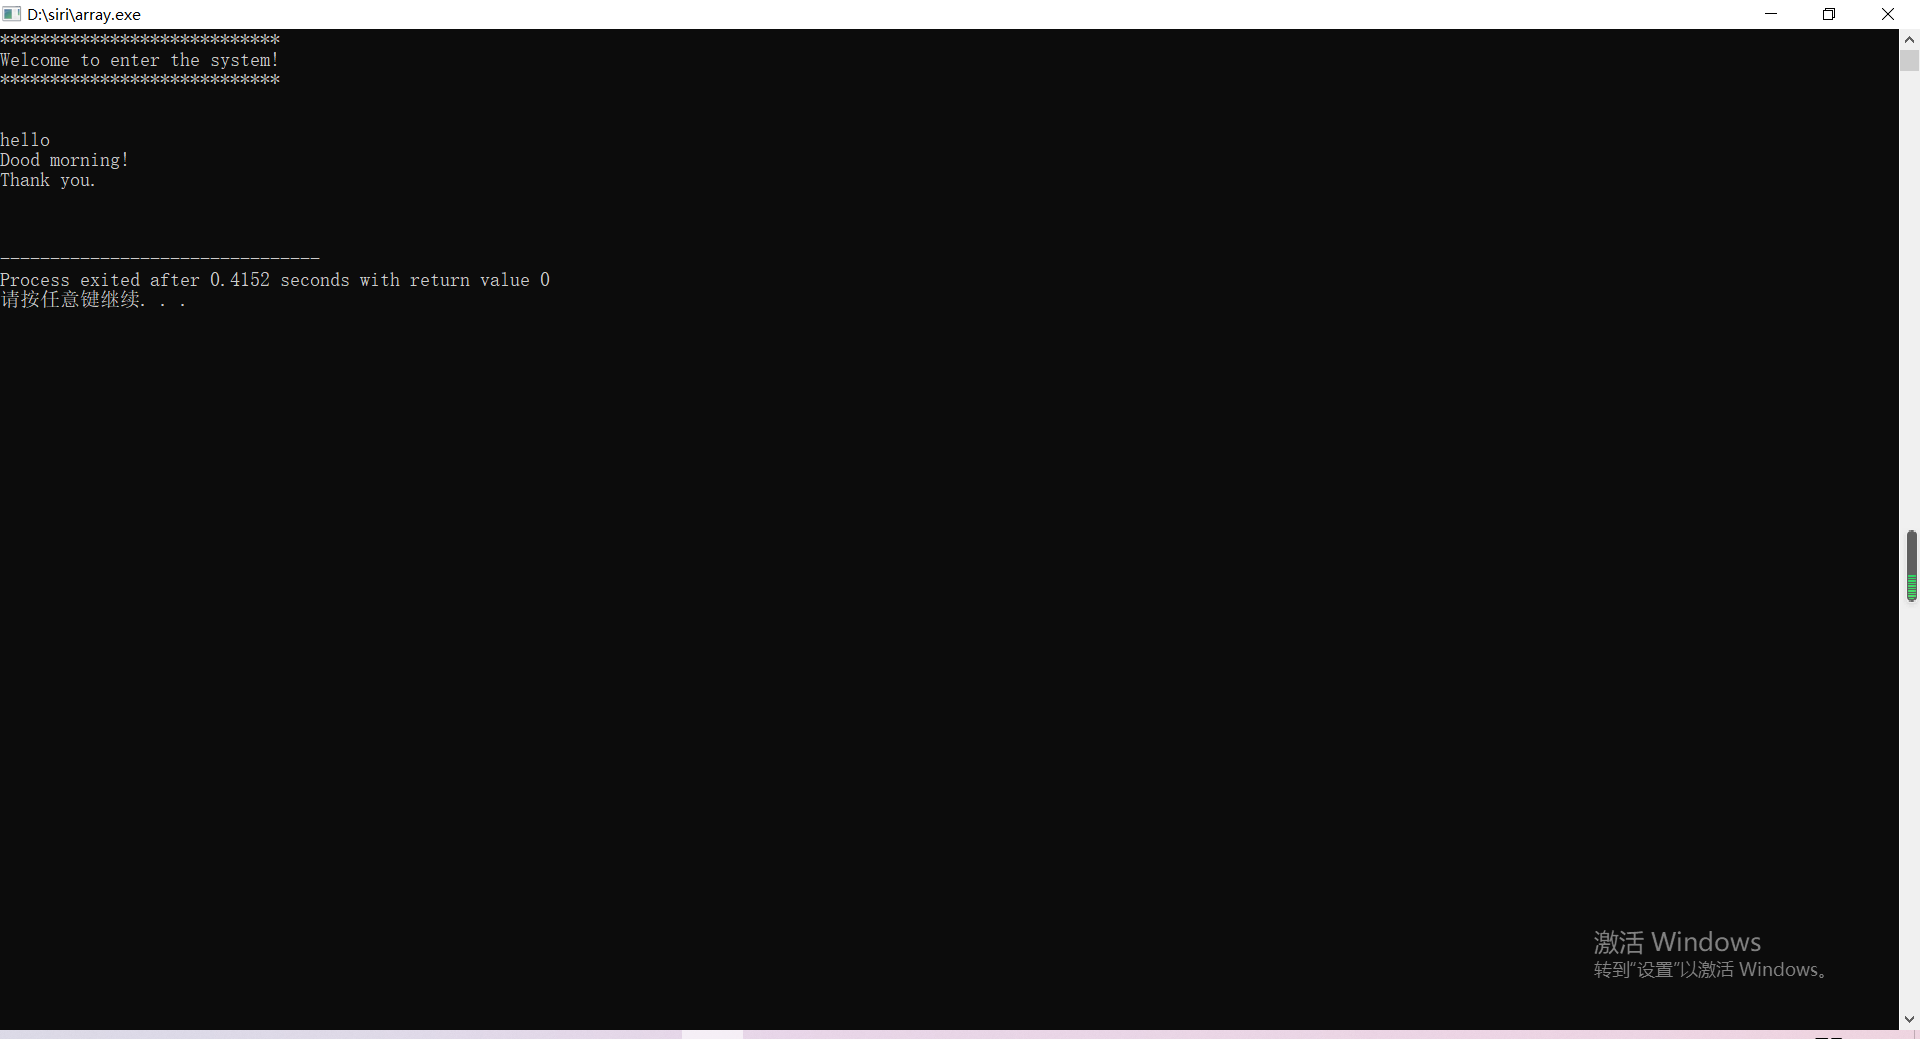 D:\siri\array.exe
****************************
Welcome to enter the system!
****************************
hello
Dood morning!
Thank you.
--------------------------------
Process exited after 0.4152 seconds with return value 0
请按任意键继续. . .
激活 Windows
转到“设置”以激活 Windows。